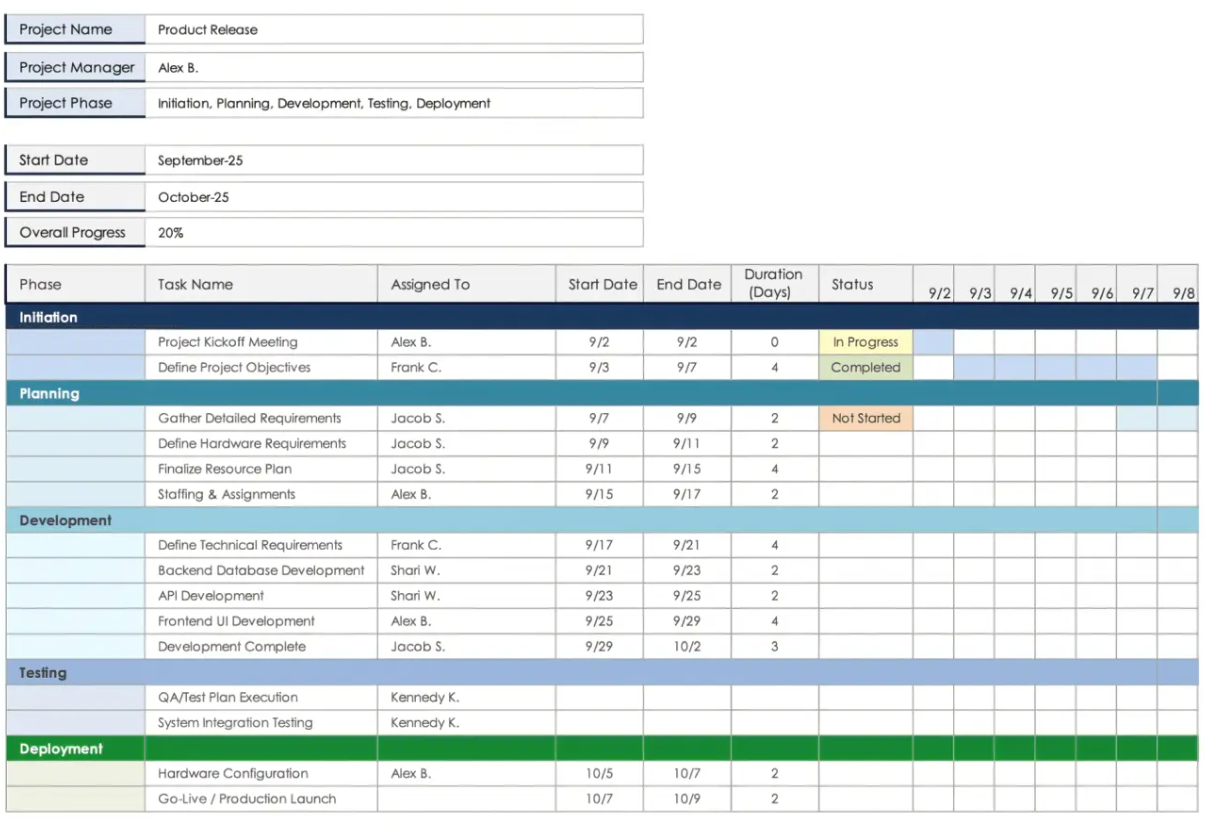 Project Name Product Release
Project Manager Alex B.
Project Phase Initiation, Planning, Development, Testing, Deployment
Start Date September-25
End Date October-25
Overall Progress 20%
Phase Task Name Assigned To Start Date End Date Duration (Days) Status 9/2 9/3 9/4 9/5 9/6 9/7 9/8
Initiation
Project Kickoff Meeting Alex B. 9/2 9/2 0 In Progress
Define Project Objectives Frank C. 9/3 9/7 4 Completed
Planning
Gather Detailed Requirements Jacob S. 9/7 9/9 2 Not Started
Define Hardware Requirements Jacob S. 9/9 9/11 2
Finalize Resource Plan Jacob S. 9/11 9/15 4
Staffing & Assignments Alex B. 9/15 9/17 2
Development
Define Technical Requirements Frank C. 9/17 9/21 4
Backend Database Development Shari W. 9/21 9/23 2
API Development Shari W. 9/23 9/25 2
Frontend UI Development Alex B. 9/25 9/29 4
Development Complete Jacob S. 9/29 10/2 3
Testing
QA/Test Plan Execution Kennedy K.
System Integration Testing Kennedy K.
Deployment
Hardware Configuration Alex B. 10/5 10/7 2
Go-Live / Production Launch 10/7 10/9 2